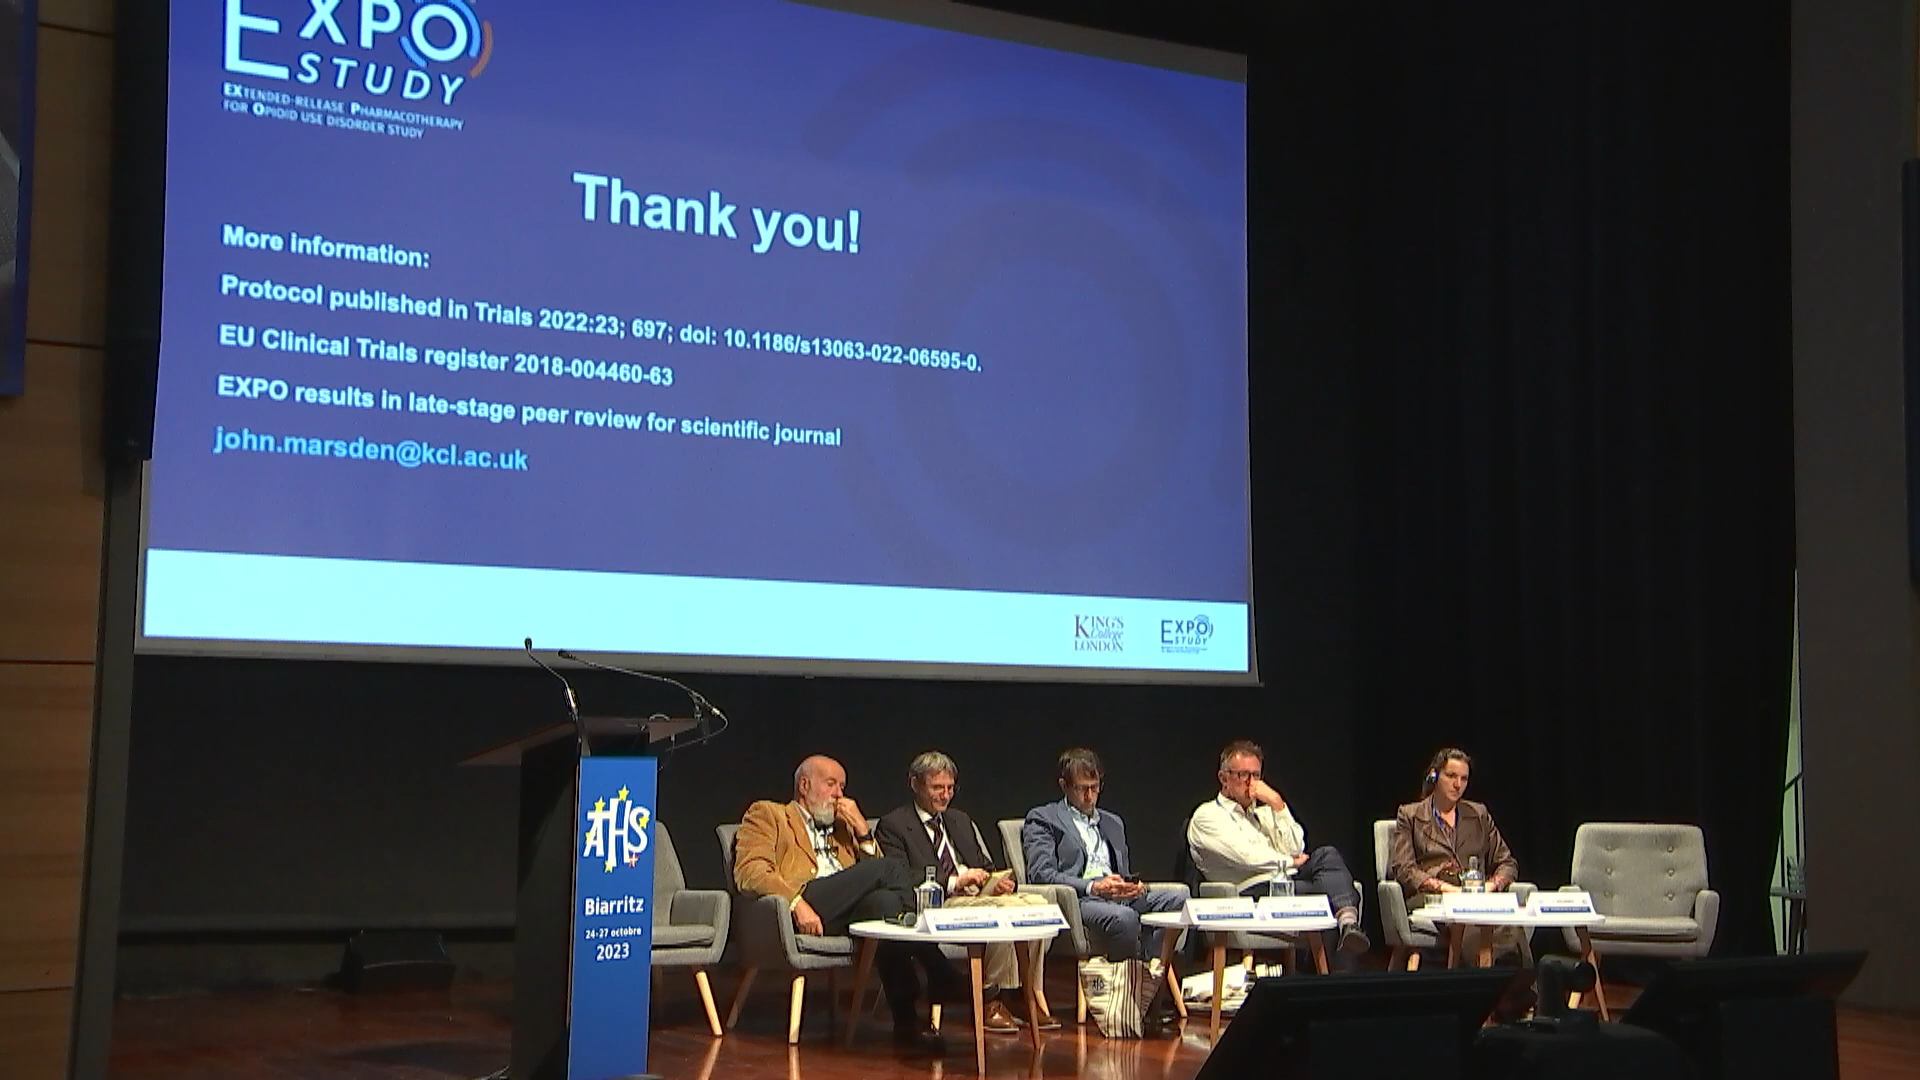 EXPO
STUDY
EXTENDED-RELEASE PHARMACOTHERAPY
FOR OPIOID USE DISORDER STUDY
Thank you!
More information:
Protocol published in Trials 2022:23; 697; doi: 10.1186/s13063-022-06595-0.
EU Clinical Trials register 2018-004460-63
EXPO results in late-stage peer review for scientific journal
john.marsden@kcl.ac.uk
KING'S
College
LONDON
EXPO
STUDY
AHS
Biarritz
24-27 octobre
2023